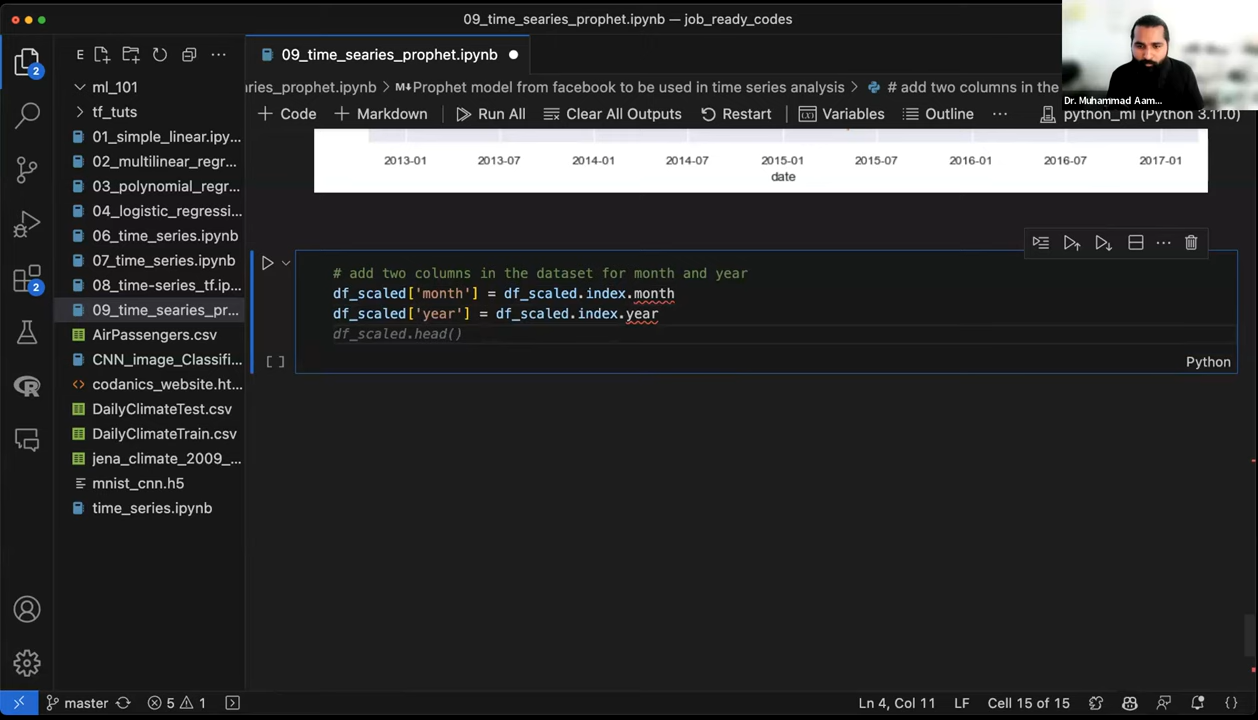 09_time_searies_prophet.ipynb — job_ready_codes
Dr. Muhammad Aam...
2
E
ml_101
tf_tuts
01_simple_linear.ipy...
02_multilinear_regr...
03_polynomial_regr...
04_logistic_regressi...
06_time_series.ipynb
07_time_series.ipynb
08_time-series_tf.ip...
09_time_searies_pr...
AirPassengers.csv
CNN_image_Classifi...
codanics_website.ht...
DailyClimateTest.csv
DailyClimateTrain.csv
jena_climate_2009_...
mnist_cnn.h5
time_series.ipynb
2
09_time_searies_prophet.ipynb
aries_prophet.ipynb > Prophet model from facebook to be used in time series analysis > # add two columns in the
+ Code + Markdown Run All Clear All Outputs Restart Variables Outline ... python_ml (Python 3.11.0)
2013-01 2013-07 2014-01 2014-07 2015-01 2015-07 2016-01 2016-07 2017-01
date
# add two columns in the dataset for month and year
df_scaled['month'] = df_scaled.index.month
df_scaled['year'] = df_scaled.index.year
df_scaled.head()
[ ]
Python
master 5 1 Ln 4, Col 11 LF Cell 15 of 15